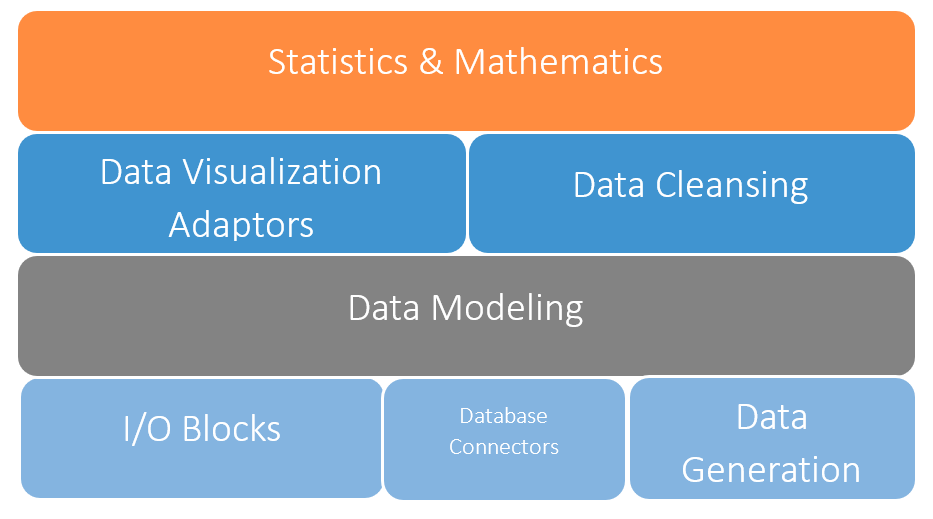 Statistics & Mathematics
Data Visualization
Adaptors
Data Cleansing
Data Modeling
I/O Blocks
Database
Connectors
Data
Generation